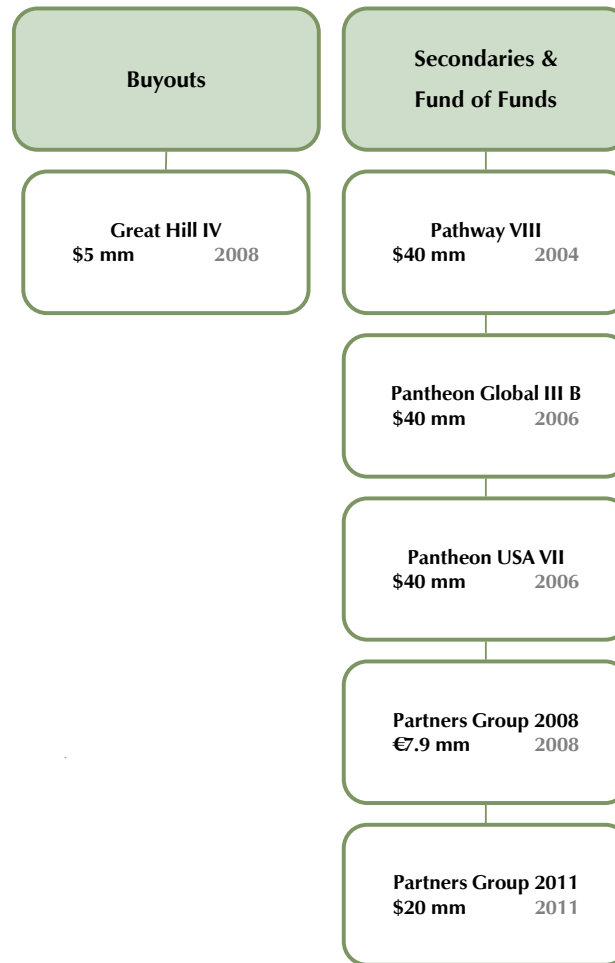 Buyouts
Great Hill IV
$5 mm 2008
Secondaries &
Fund of Funds
Pathway VIII
$40 mm 2004
Pantheon Global III B
$40 mm 2006
Pantheon USA VII
$40 mm 2006
Partners Group 2008
€7.9 mm 2008
Partners Group 2011
$20 mm 2011